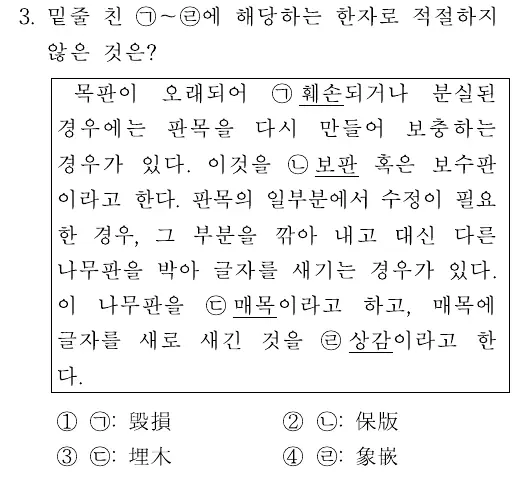 3. 밑줄 친 ㉠~㉣에 해당하는 한자로 적절하지
않은 것은?
목판이 오래되어 ㉠ 훼손되거나 분실된
경우에는 판목을 다시 만들어 보충하는
경우가 있다. 이것을 ㉡ 보판 혹은 보수판
이라고 한다. 판목의 일부분에서 수정이 필요
한 경우, 그 부분을 깎아 내고 대신 다른
나무판을 박아 글자를 새기는 경우가 있다.
이 나무판을 ㉢ 매목이라고 하고, 매목에
글자를 새로 새긴 것을 ㉣ 상감이라고 한
다.
① ㉠: 毁損 ② ㉡: 保版
③ ㉢: 埋木 ④ ㉣: 象嵌